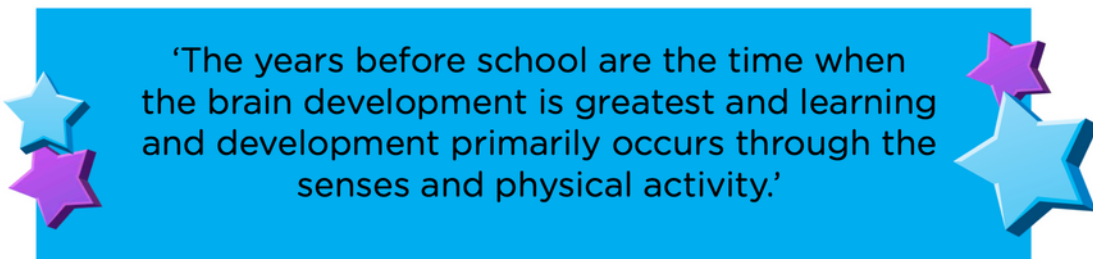 ‘The years before school are the time when
the brain development is greatest and learning
and development primarily occurs through the
senses and physical activity.’